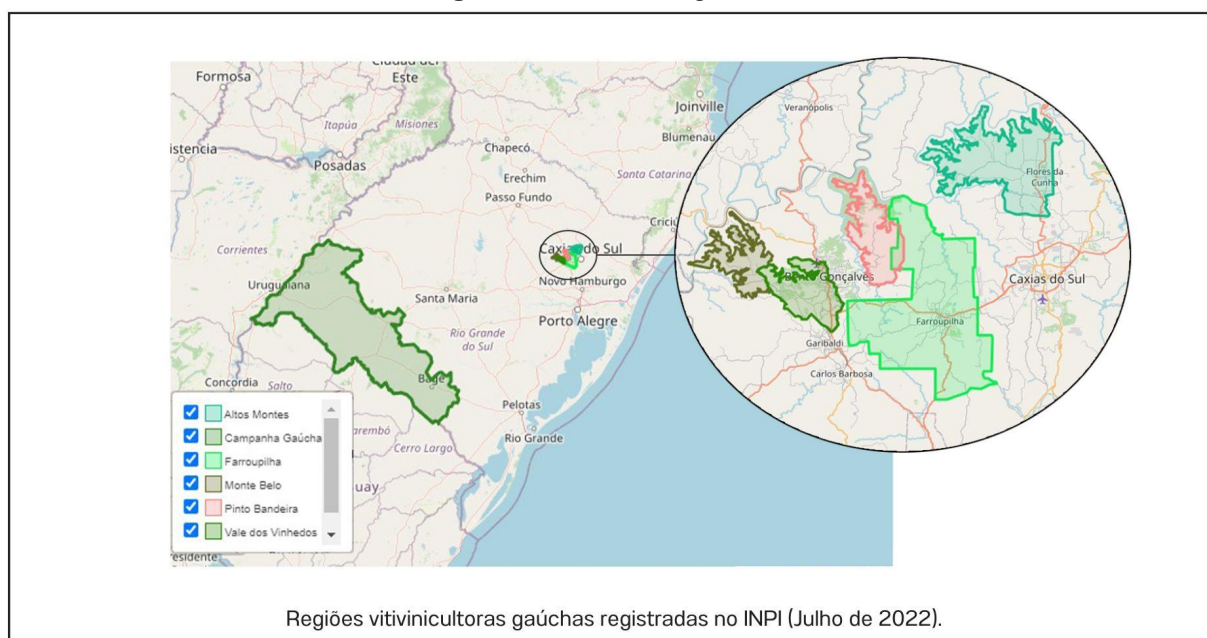 Formosa
Ciudad del
Este
Joinville
Itapúa
Misiones
Blumenau
istencia
Posadas
Chapecó
Santa Catarina
Erechim
Passo Fundo
Corrientes
Caxias do Sul
Uruguaiana
Novo Hamburgo
Santa Maria
Porto Alegre
Rio Grande
do Sul
Concordia
Salto
Bagé
Pelotas
Rio Grande
Cerro Largo
uay
Altos Montes
Campanha Gaúcha
Farroupilha
Monte Belo
Pinto Bandeira
Vale dos Vinhedos
residente
Veranópolis
Flores da
Cunha
Bento Gonçalves
Caxias do Sul
Farroupilha
Garibaldi
Carlos Barbosa
Regiões vitivinicultoras gaúchas registradas no INPI (Julho de 2022).